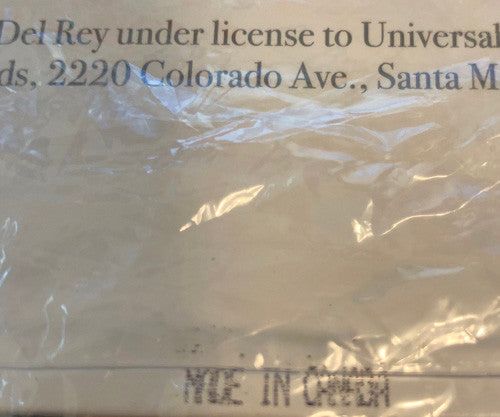 Del Rey under license to Universal
ds, 2220 Colorado Ave., Santa M
MADE IN CANADA